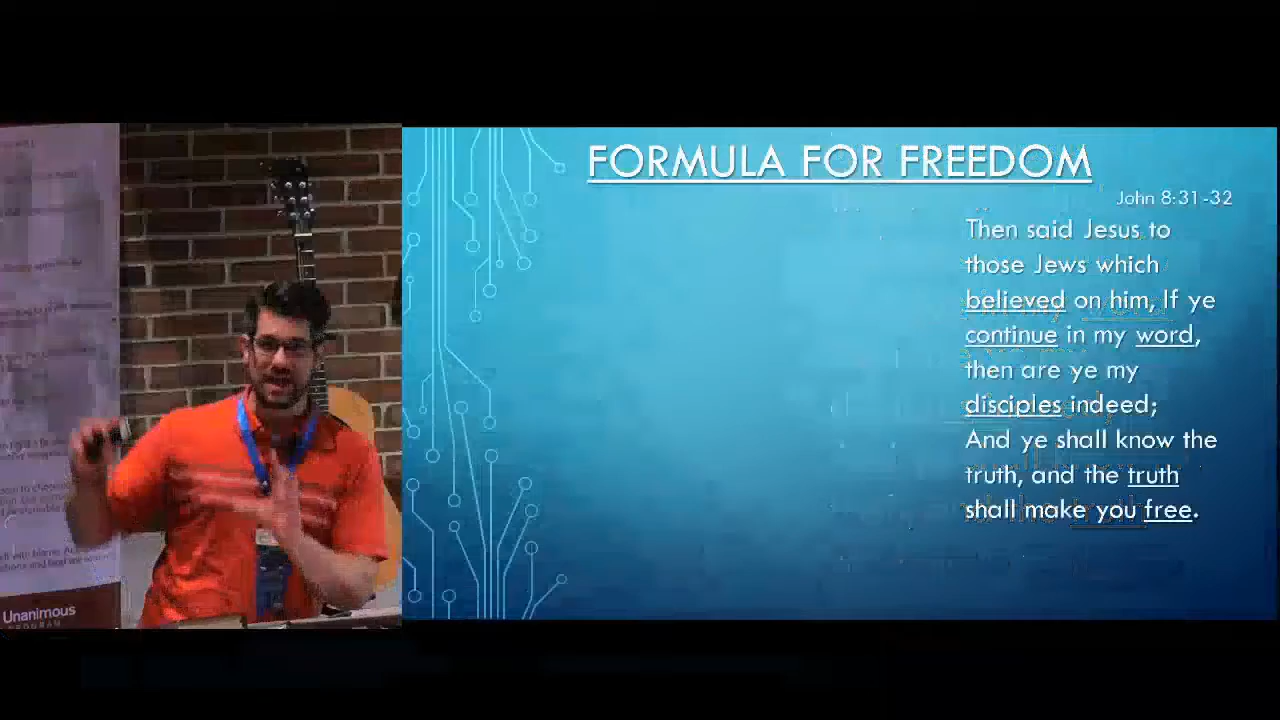 Unanimous
FORMULA FOR FREEDOM
John 8:31-32
Then said Jesus to
those Jews which
believed on him, If ye
continue in my word,
then are ye my
disciples indeed;
And ye shall know the
truth, and the truth
shall make you free.